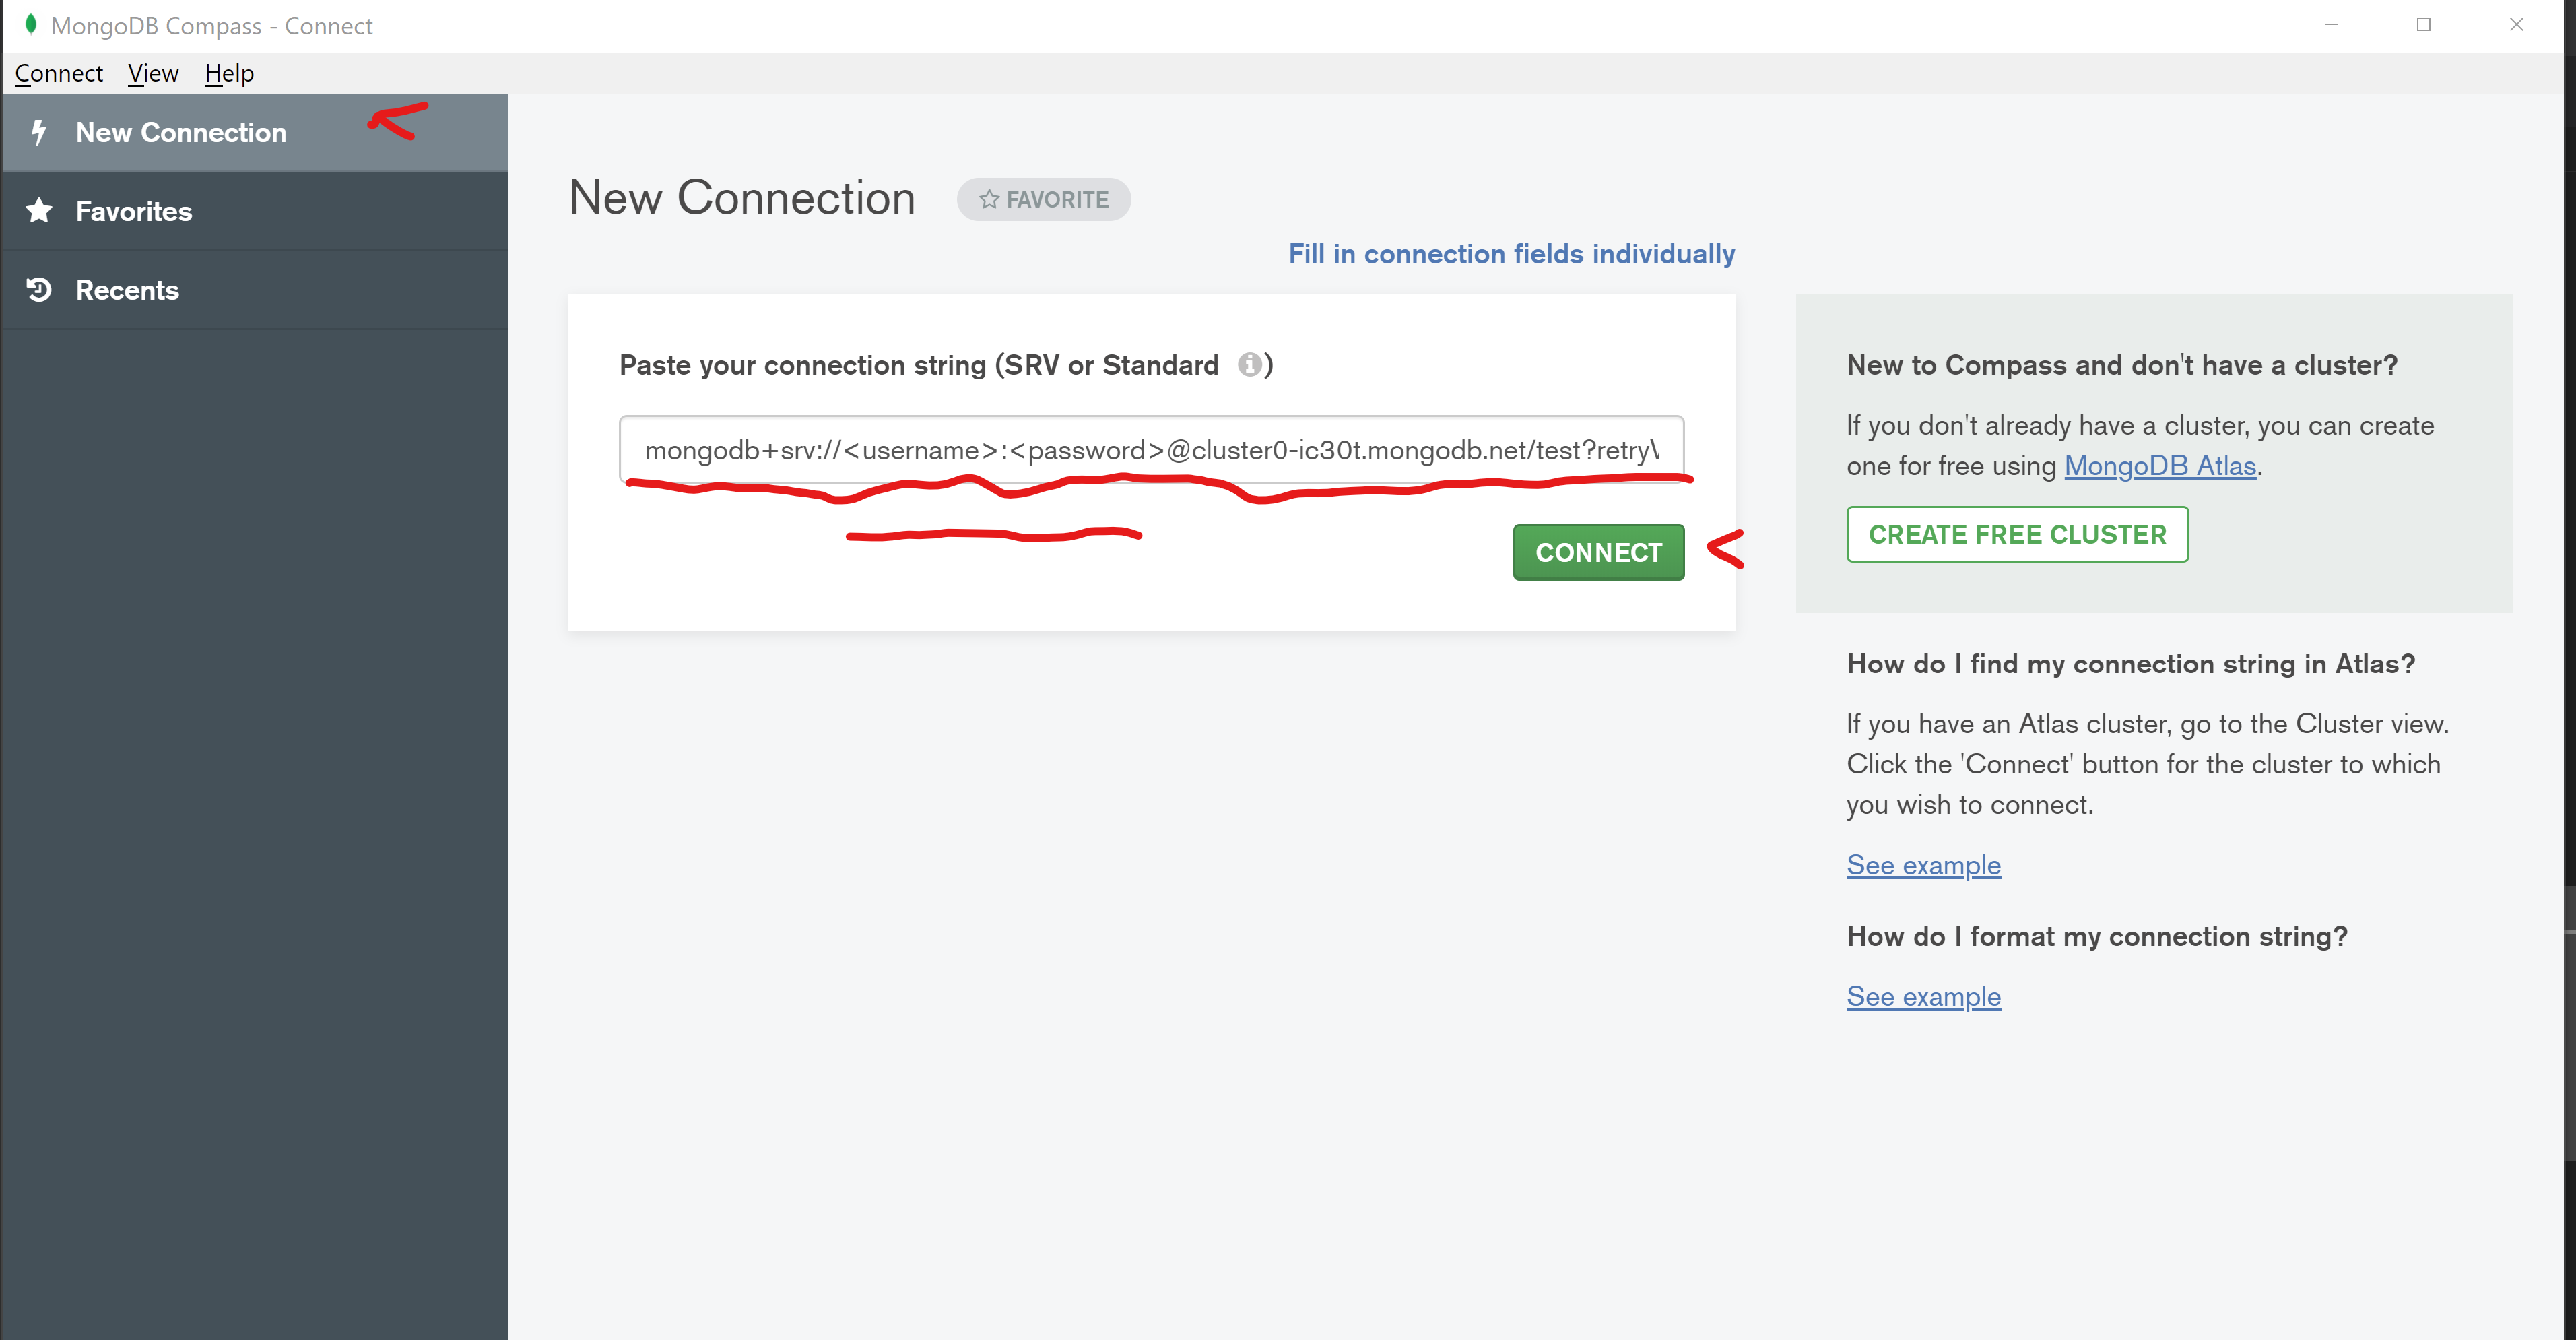 MongoDB Compass - Connect
Connect View Help
New Connection
Favorites
Recents
New Connection
FAVORITE
Fill in connection fields individually
Paste your connection string (SRV or Standard )
mongodb+srv://<username>:<password>@cluster0-ic30t.mongodb.net/test?retry
CONNECT
New to Compass and don't have a cluster?
If you don't already have a cluster, you can create
one for free using MongoDB Atlas.
CREATE FREE CLUSTER
How do I find my connection string in Atlas?
If you have an Atlas cluster, go to the Cluster view.
Click the 'Connect' button for the cluster to which
you wish to connect.
See example
How do I format my connection string?
See example